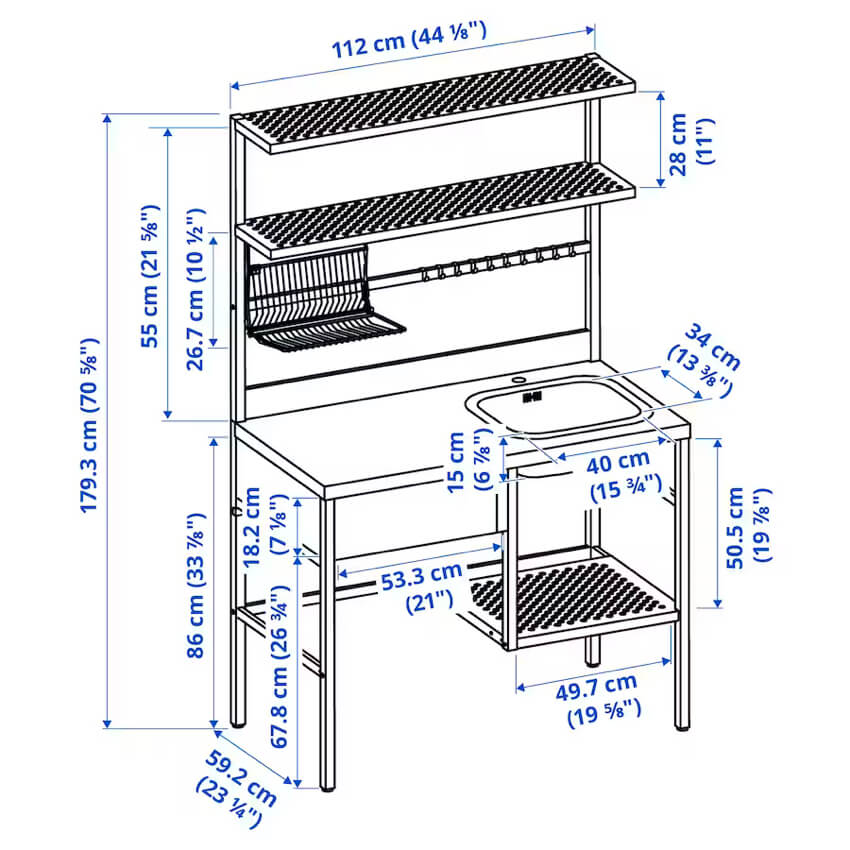 112 cm (44 ⅛")
28 cm
(11")
55 cm (21 ⅝")
26.7 cm (10 ½")
179.3 cm (70 ⅝")
34 cm
(13 ⅜")
15 cm
(6 ⅞")
40 cm
(15 ¾")
18.2 cm
(7 ⅛")
50.5 cm
(19 ⅞")
86 cm (33 ⅞")
53.3 cm
(21")
67.8 cm (26 ¾")
49.7 cm
(19 ⅝")
59.2 cm
(23 ¼")